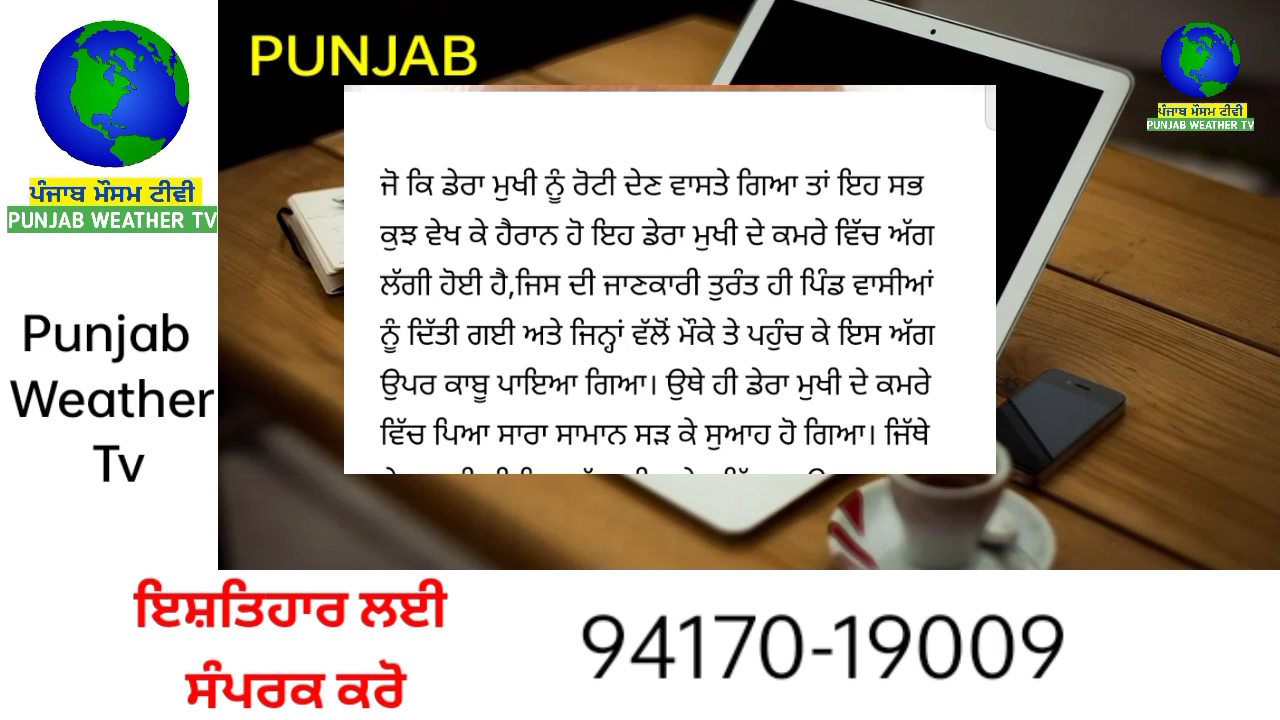 PUNJAB
ਪੰਜਾਬ ਮੌਸਮ ਟੀਵੀ
PUNJAB WEATHER TV
ਪੰਜਾਬ ਮੌਸਮ ਟੀਵੀ
PUNJAB WEATHER TV
Punjab
Weather
Tv
ਜੋ ਕਿ ਡੇਰਾ ਮੁਖੀ ਨੂੰ ਰੋਟੀ ਦੇਣ ਵਾਸਤੇ ਗਿਆ ਤਾਂ ਇਹ ਸਭ
ਕੁਝ ਵੇਖ ਕੇ ਹੈਰਾਨ ਹੋ ਇਹ ਡੇਰਾ ਮੁਖੀ ਦੇ ਕਮਰੇ ਵਿੱਚ ਅੱਗ
ਲੱਗੀ ਹੋਈ ਹੈ,ਜਿਸ ਦੀ ਜਾਣਕਾਰੀ ਤੁਰੰਤ ਹੀ ਪਿੰਡ ਵਾਸੀਆਂ
ਨੂੰ ਦਿੱਤੀ ਗਈ ਅਤੇ ਜਿਨ੍ਹਾਂ ਵੱਲੋਂ ਮੌਕੇ ਤੇ ਪਹੁੰਚ ਕੇ ਇਸ ਅੱਗ
ਉਪਰ ਕਾਬੂ ਪਾਇਆ ਗਿਆ। ਉਥੇ ਹੀ ਡੇਰਾ ਮੁਖੀ ਦੇ ਕਮਰੇ
ਵਿੱਚ ਪਿਆ ਸਾਰਾ ਸਾਮਾਨ ਸੜ ਕੇ ਸੁਆਹ ਹੋ ਗਿਆ। ਜਿੱਥੇ
ਇਸ਼ਤਿਹਾਰ ਲਈ
ਸੰਪਰਕ ਕਰੋ
94170-19009